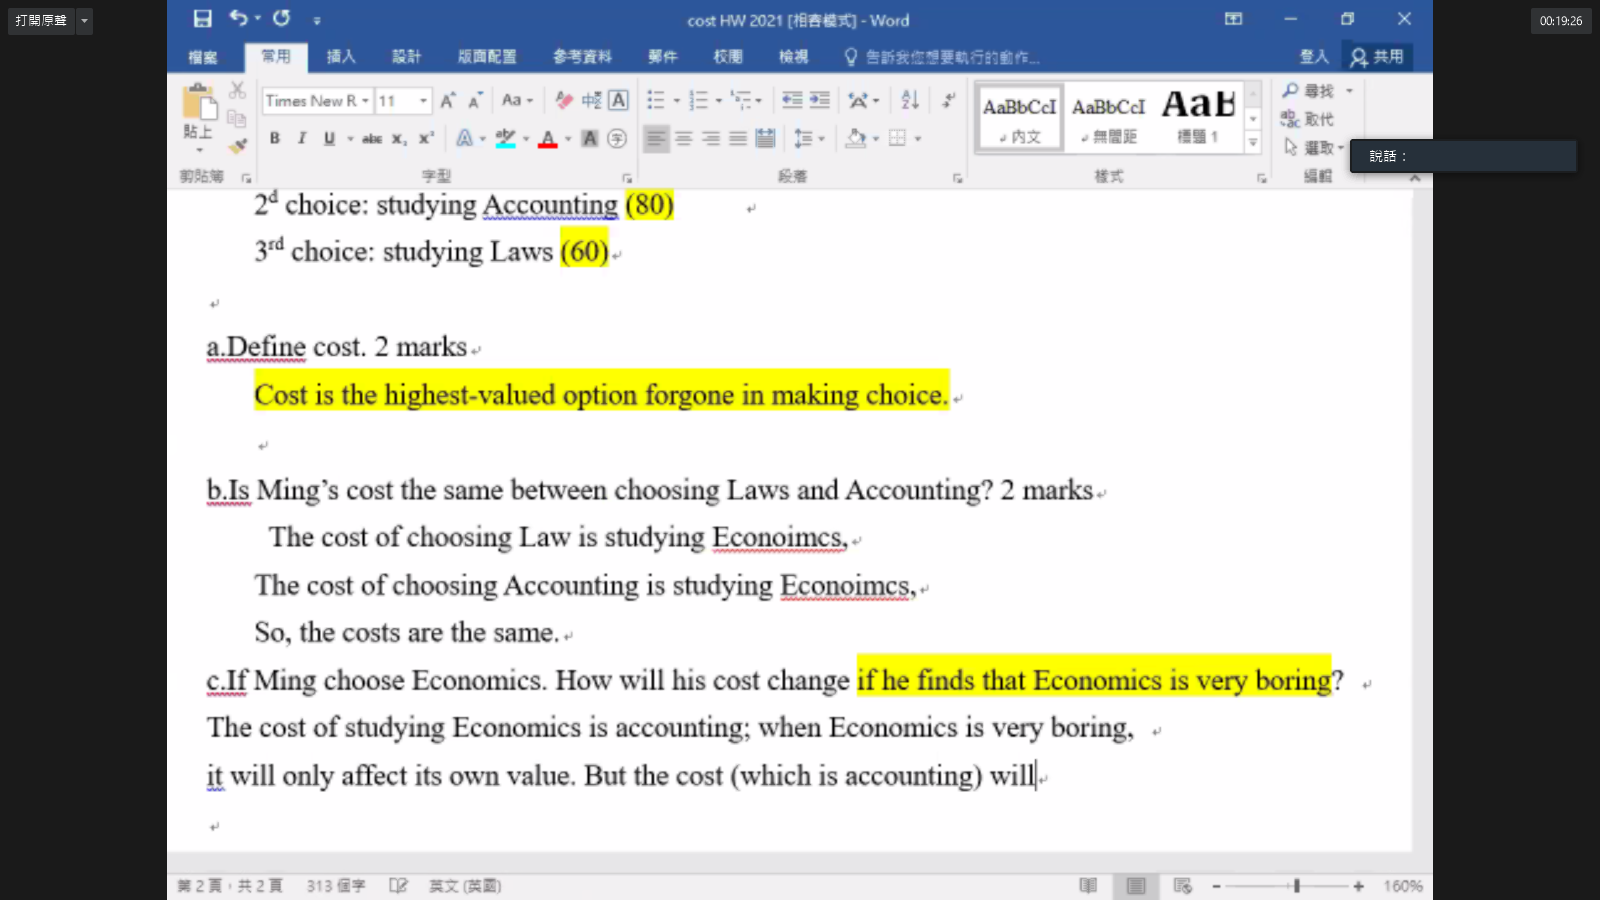 打開原聲
00:19:26
cost HW 2021 [相容模式] - Word
檔案 常用 插入 設計 版面配置 參考資料 郵件 校閱 檢視 告訴我您想要執行的動作... 登入 共用
Times New R 11 Aa
貼上
B I U abc x₂ x² A A A 字
AaBbCcI AaBbCcI AaB
內文 無間距 標題 1
尋找
取代
選取
說話：
剪貼簿 字型 段落 樣式 編輯
2d choice: studying Accounting (80)
3rd choice: studying Laws (60)
a.Define cost. 2 marks
Cost is the highest-valued option forgone in making choice.
b.Is Ming’s cost the same between choosing Laws and Accounting? 2 marks
The cost of choosing Law is studying Econoimcs,
The cost of choosing Accounting is studying Econoimcs,
So, the costs are the same.
c.If Ming choose Economics. How will his cost change if he finds that Economics is very boring?
The cost of studying Economics is accounting; when Economics is very boring,
it will only affect its own value. But the cost (which is accounting) will
第 2 頁，共 2 頁 313 個字 英文 (英國) 160%